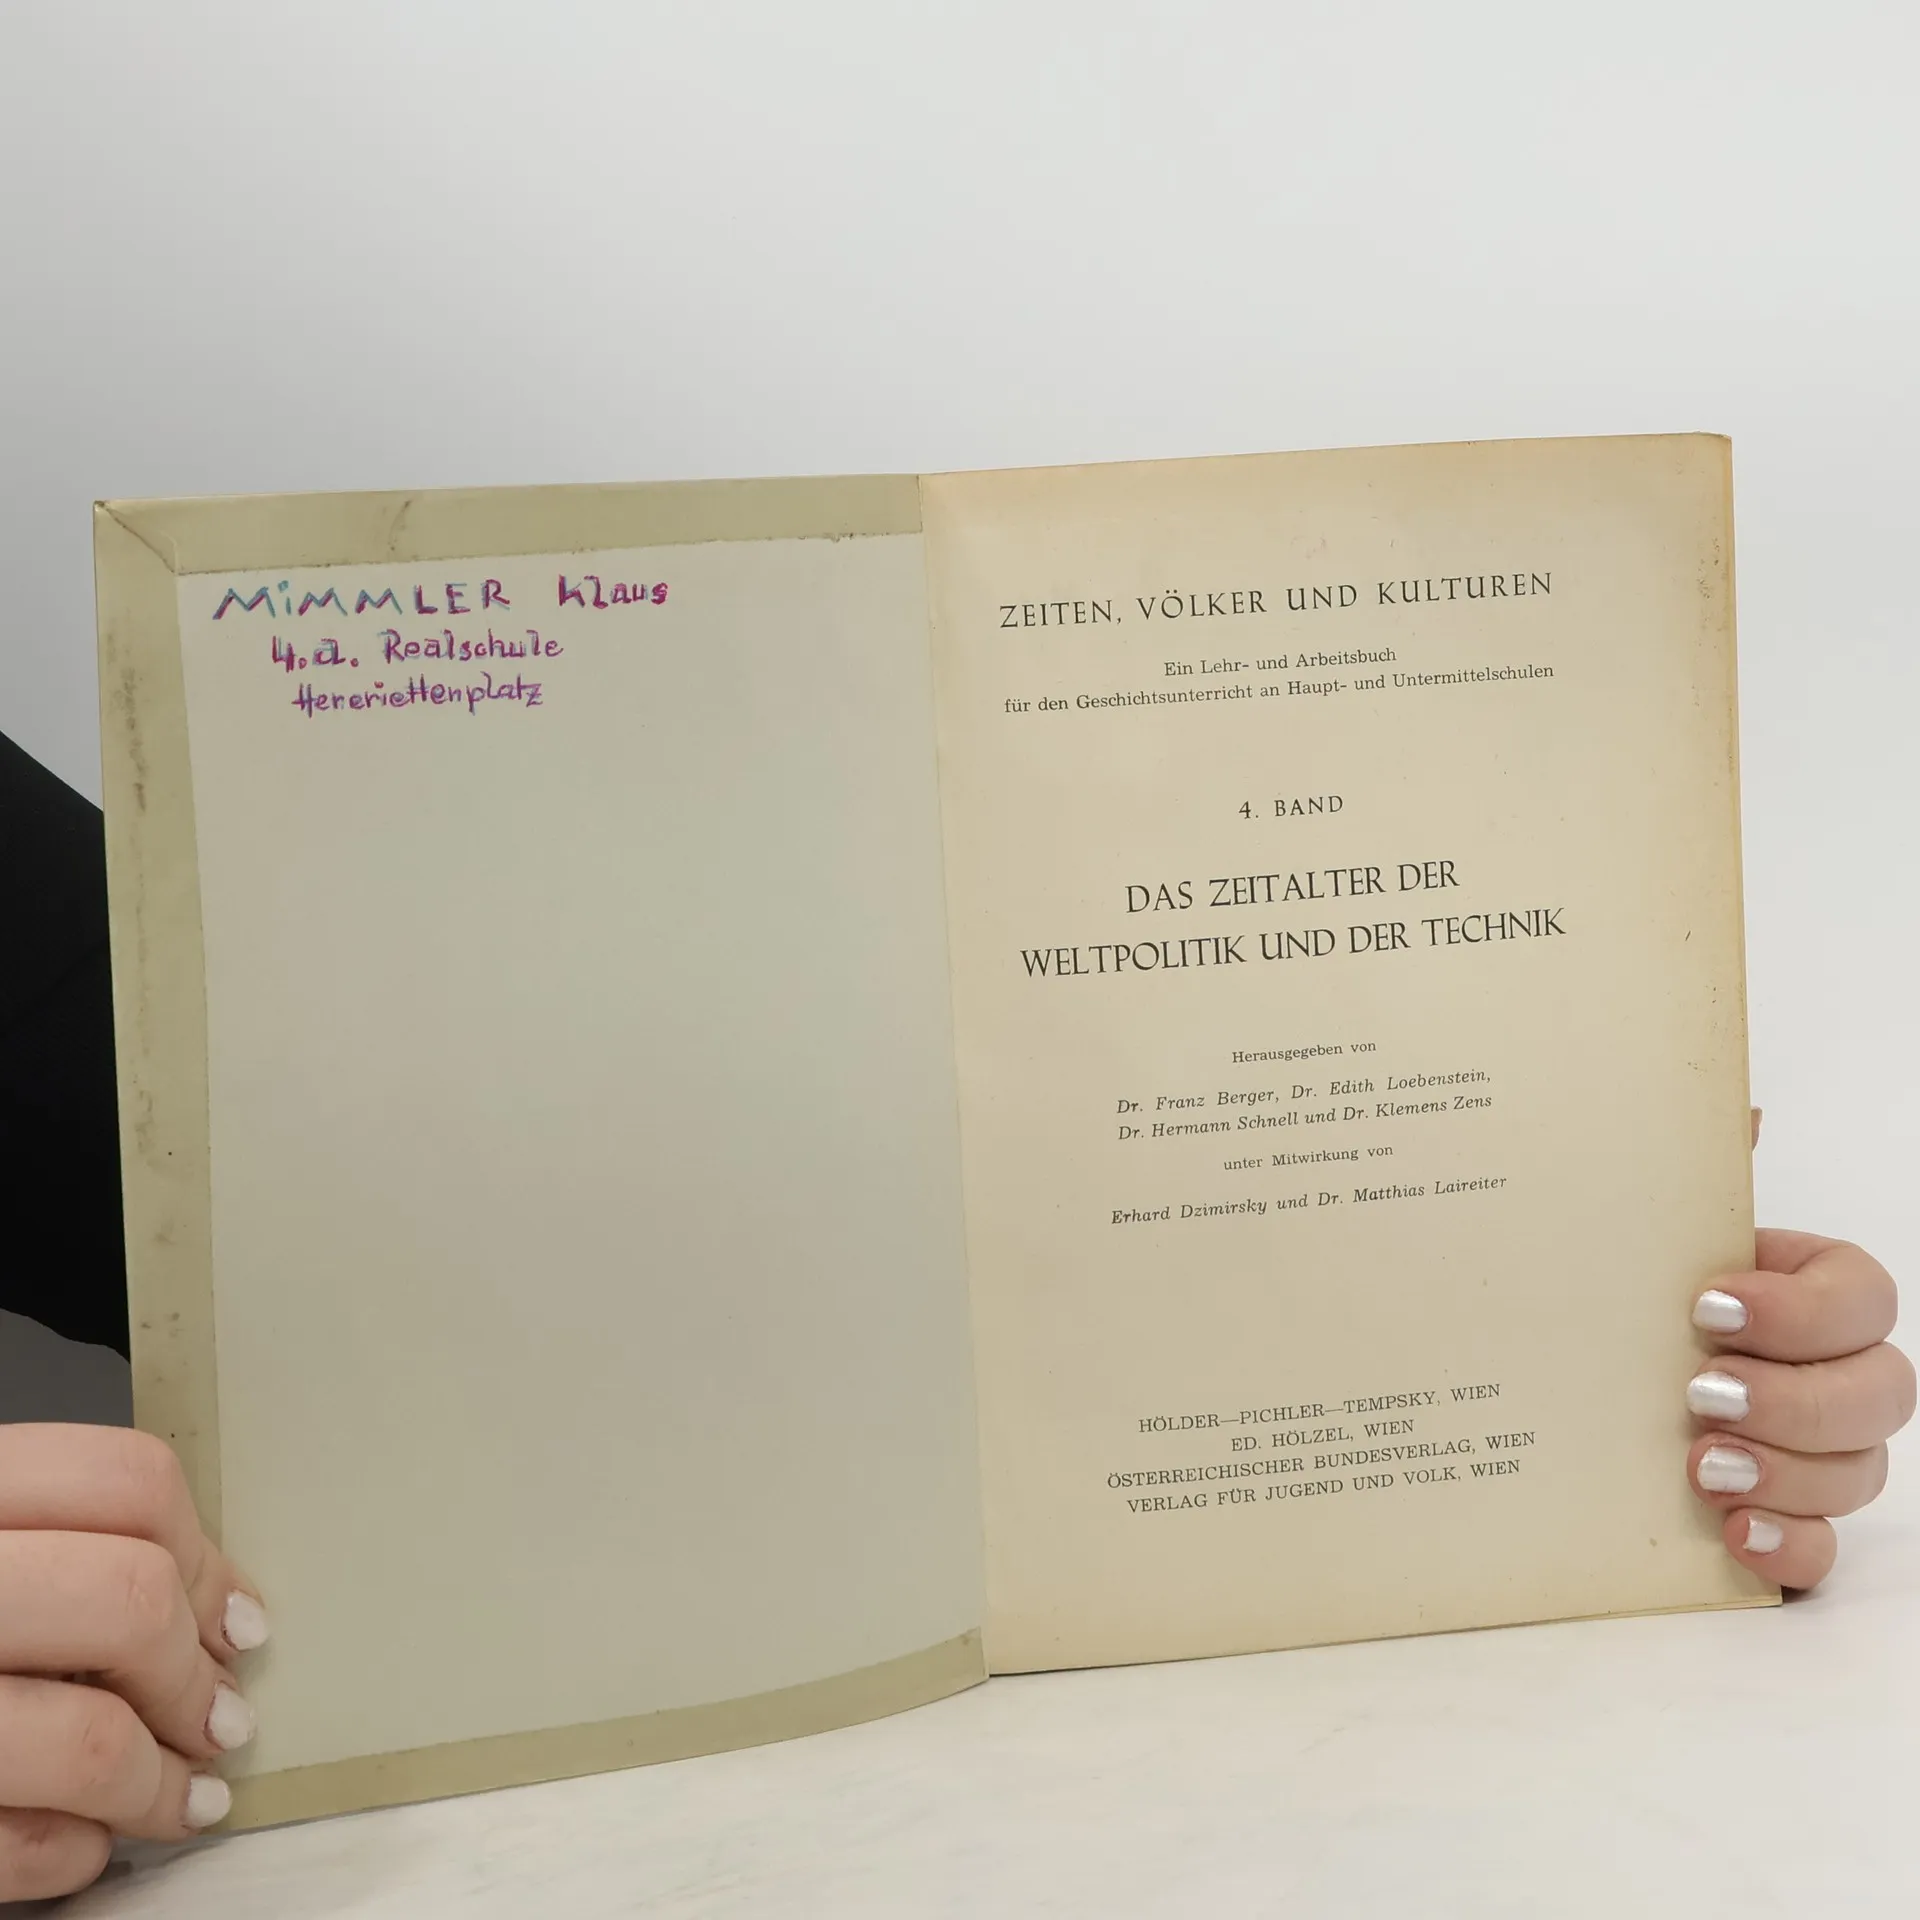 MiMMLER Klaus
4.a. Realschule
Hereriettenplatz
ZEITEN, VÖLKER UND KULTUREN
Ein Lehr- und Arbeitsbuch
für den Geschichtsunterricht an Haupt- und Untermittelschulen
4. BAND
DAS ZEITALTER DER
WELTPOLITIK UND DER TECHNIK
Herausgegeben von
Dr. Franz Berger, Dr. Edith Loebenstein,
Dr. Hermann Schnell und Dr. Klemens Zens
unter Mitwirkung von
Erhard Dzimirsky und Dr. Matthias Laireiter
HÖLDER—PICHLER—TEMPSKY, WIEN
ED. HÖLZEL, WIEN
ÖSTERREICHISCHER BUNDESVERLAG, WIEN
VERLAG FÜR JUGEND UND VOLK, WIEN